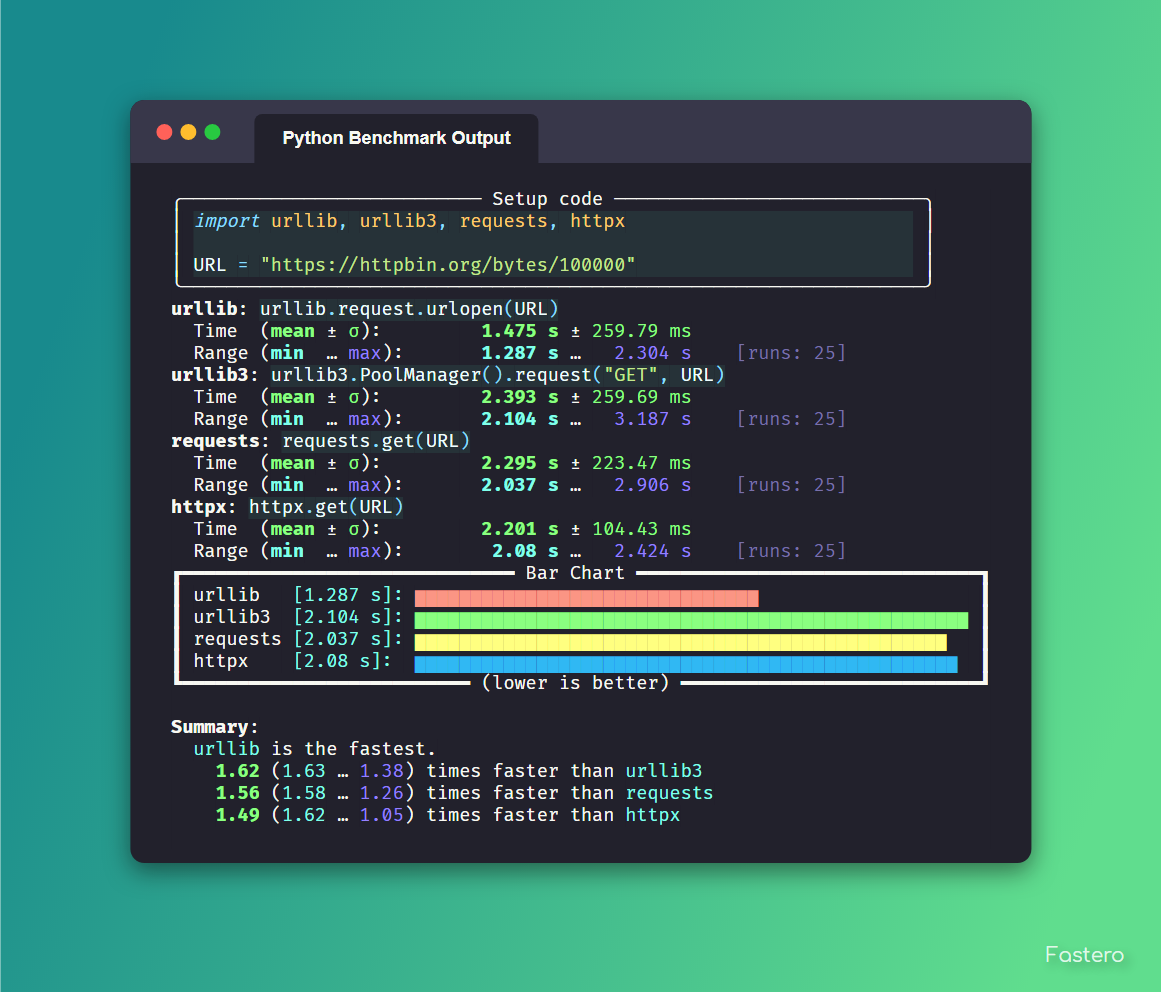 Python Benchmark Output
Setup code
import urllib, urllib3, requests, httpx
URL = "https://httpbin.org/bytes/100000"
urllib: urllib.request.urlopen(URL)
Time (mean ± σ): 1.475 s ± 259.79 ms
Range (min … max): 1.287 s … 2.304 s [runs: 25]
urllib3: urllib3.PoolManager().request("GET", URL)
Time (mean ± σ): 2.393 s ± 259.69 ms
Range (min … max): 2.104 s … 3.187 s [runs: 25]
requests: requests.get(URL)
Time (mean ± σ): 2.295 s ± 223.47 ms
Range (min … max): 2.037 s … 2.906 s [runs: 25]
httpx: httpx.get(URL)
Time (mean ± σ): 2.201 s ± 104.43 ms
Range (min … max): 2.08 s … 2.424 s [runs: 25]
Bar Chart
urllib [1.287 s]:
urllib3 [2.104 s]:
requests [2.037 s]:
httpx [2.08 s]:
(lower is better)
Summary:
urllib is the fastest.
1.62 (1.63 … 1.38) times faster than urllib3
1.56 (1.58 … 1.26) times faster than requests
1.49 (1.62 … 1.05) times faster than httpx
Fastero